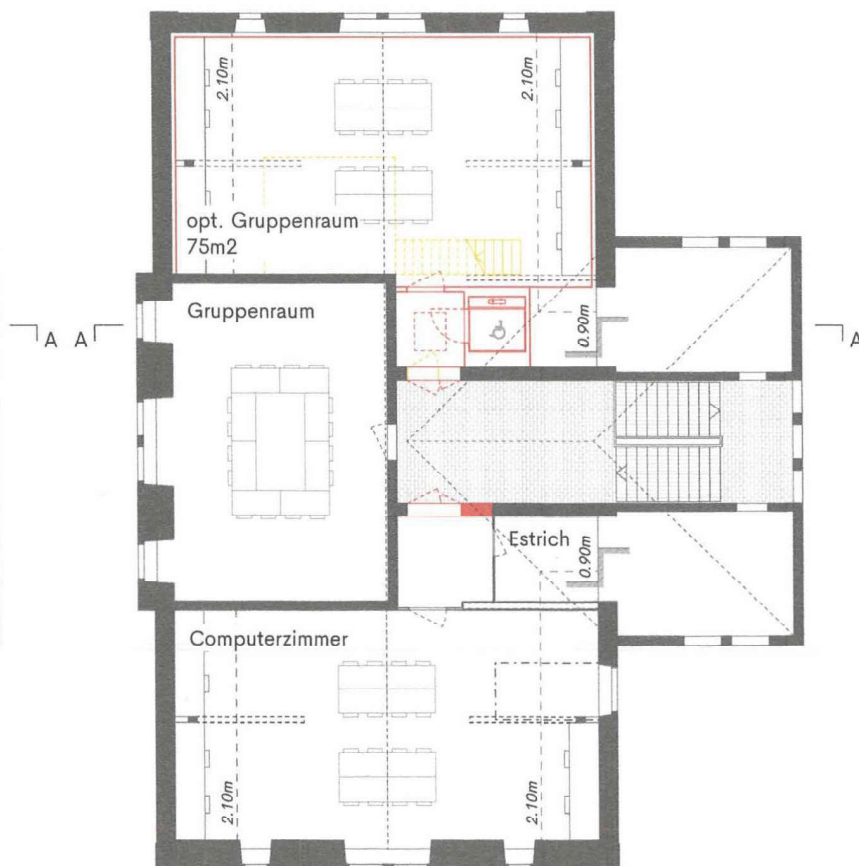 2.10m
2.10m
opt. Gruppenraum
75m2
Gruppenraum
A A
A
0.90m
Estrich
0.90m
Computerzimmer
2.10m
2.10m